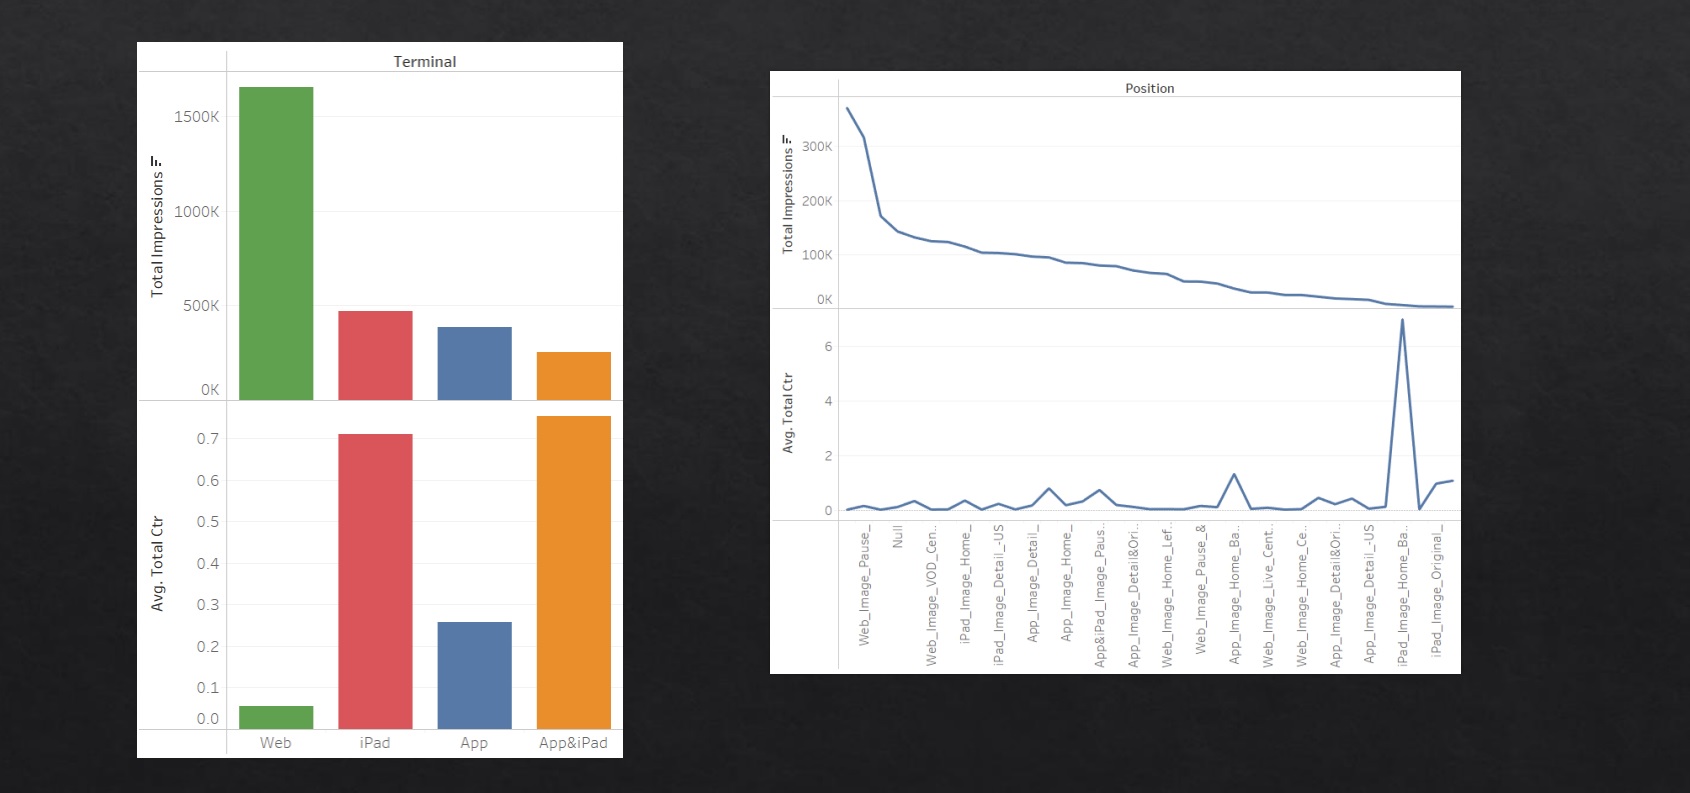 Terminal
Total Impressions
1500K
1000K
500K
0K
Avg. Total Ctr
0.7
0.6
0.5
0.4
0.3
0.2
0.1
0.0
Web
iPad
App
App&iPad
Position
Total Impressions
300K
200K
100K
0K
Avg. Total Ctr
6
4
2
0
Web_Image_Pause_
Null
Web_Image_VOD_Cen..
iPad_Image_Home_
iPad_Image_Detail_-US
App_Image_Detail_
App_Image_Home_
App&iPad_Image_Paus..
App_Image_Detail&Ori..
Web_Image_Home_Lef..
Web_Image_Pause_&
App_Image_Home_Ba..
Web_Image_Live_Cent..
Web_Image_Home_Ce..
App_Image_Detail&Ori..
App_Image_Detail_-US
iPad_Image_Home_Ba..
iPad_Image_Original_